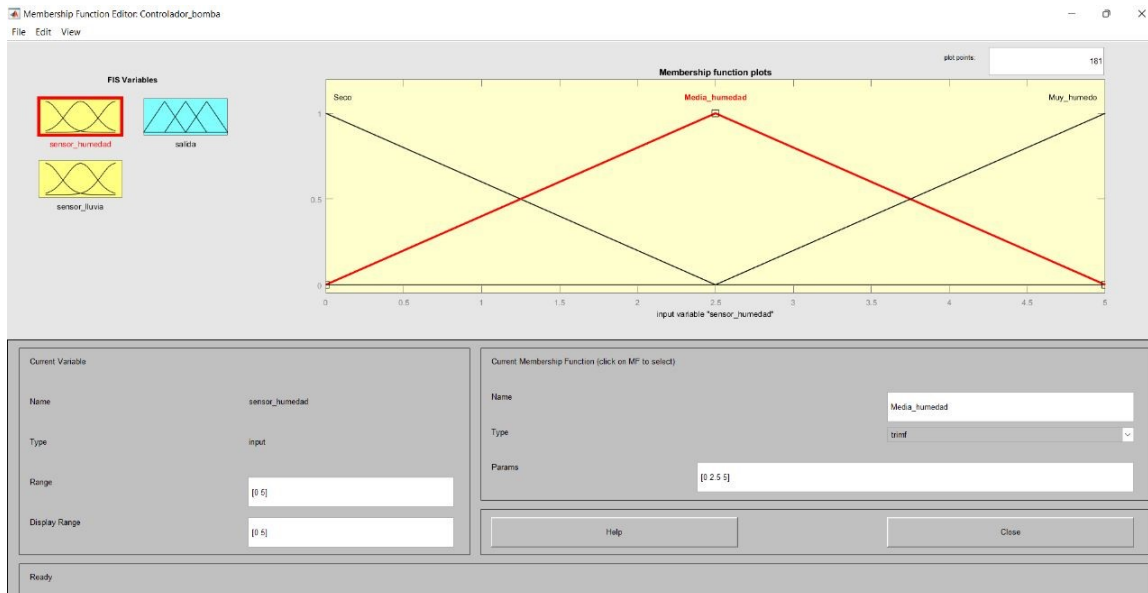 Membership Function Editor: Controlador_bomba
File Edit View
FIS Variables
sensor_humedad
salida
sensor_lluvia
plot points:
181
Membership function plots
Seco
Media_humedad
Muy_humedo
1
0.5
0
0 0.5 1 1.5 2 2.5 3 3.5 4 4.5 5
input variable "sensor_humedad"
Current Variable
Name sensor_humedad
Type input
Range [0 5]
Display Range [0 5]
Current Membership Function (click on MF to select)
Name Media_humedad
Type trimf
Params [0 2.5 5]
Help Close
Ready